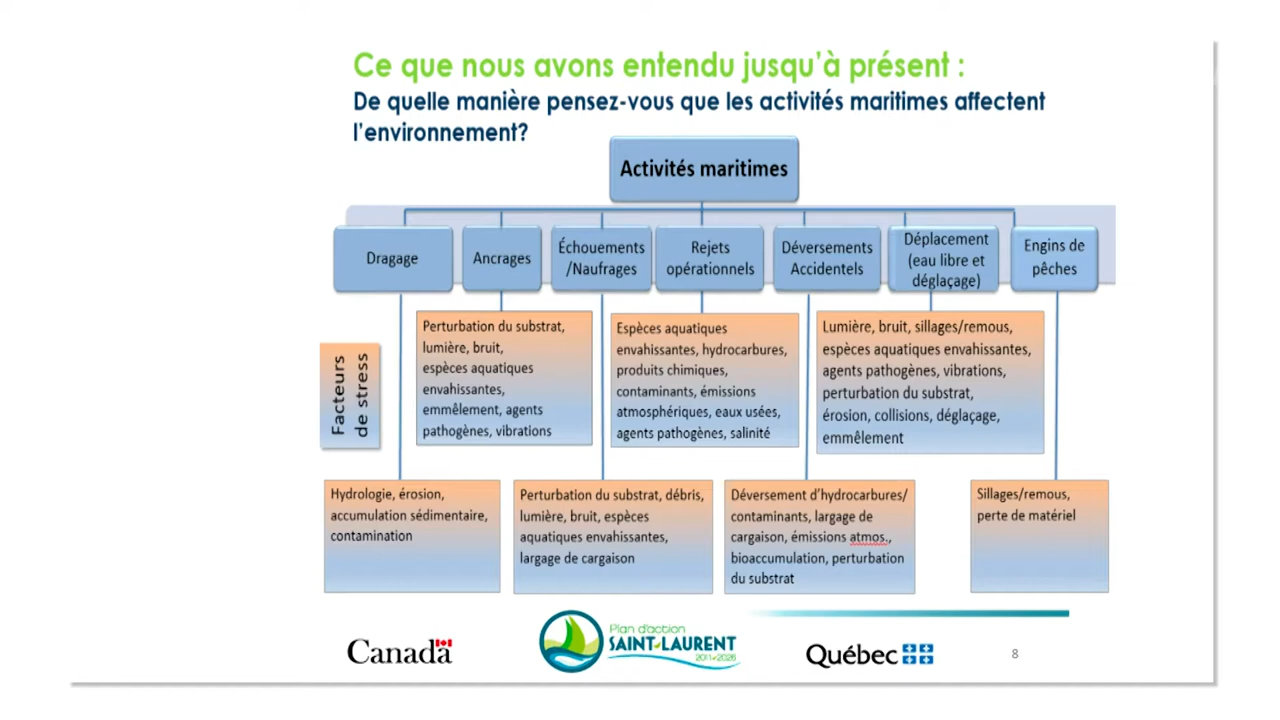 Ce que nous avons entendu jusqu'à présent :
De quelle manière pensez-vous que les activités maritimes affectent
l'environnement?
Activités maritimes
Dragage
Ancrages
Échouements
/Naufrages
Rejets
opérationnels
Déversements
Accidentels
Déplacement
(eau libre et
déglaçage)
Engins de
pêches
Facteurs
de stress
Perturbation du substrat,
lumière, bruit,
espèces aquatiques
envahissantes,
emmêlement, agents
pathogènes, vibrations
Espèces aquatiques
envahissantes, hydrocarbures,
produits chimiques,
contaminants, émissions
atmosphériques, eaux usées,
agents pathogènes, salinité
Lumière, bruit, sillages/remous,
espèces aquatiques envahissantes,
agents pathogènes, vibrations,
perturbation du substrat,
érosion, collisions, déglaçage,
emmêlement
Hydrologie, érosion,
accumulation sédimentaire,
contamination
Perturbation du substrat, débris,
lumière, bruit, espèces
aquatiques envahissantes,
largage de cargaison
Déversement d'hydrocarbures/
contaminants, largage de
cargaison, émissions atmos.,
bioaccumulation, perturbation
du substrat
Sillages/remous,
perte de matériel
Canada
Plan d'action
SAINT-LAURENT
2011-2026
Québec
8